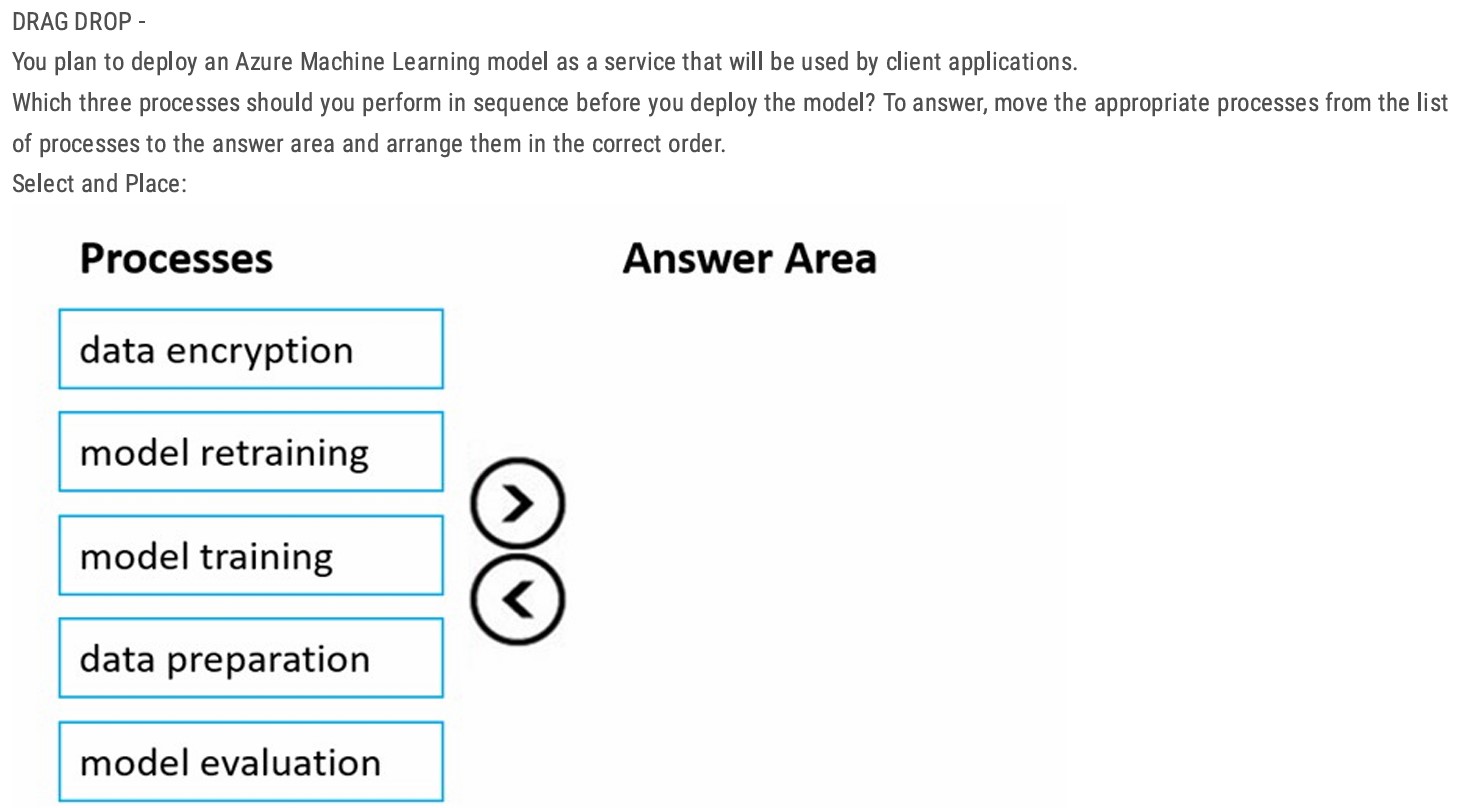 DRAG DROP -
You plan to deploy an Azure Machine Learning model as a service that will be used by client applications.
Which three processes should you perform in sequence before you deploy the model? To answer, move the appropriate processes from the list
of processes to the answer area and arrange them in the correct order.
Select and Place:
Processes
Answer Area
data encryption
model retraining
model training
data preparation
model evaluation